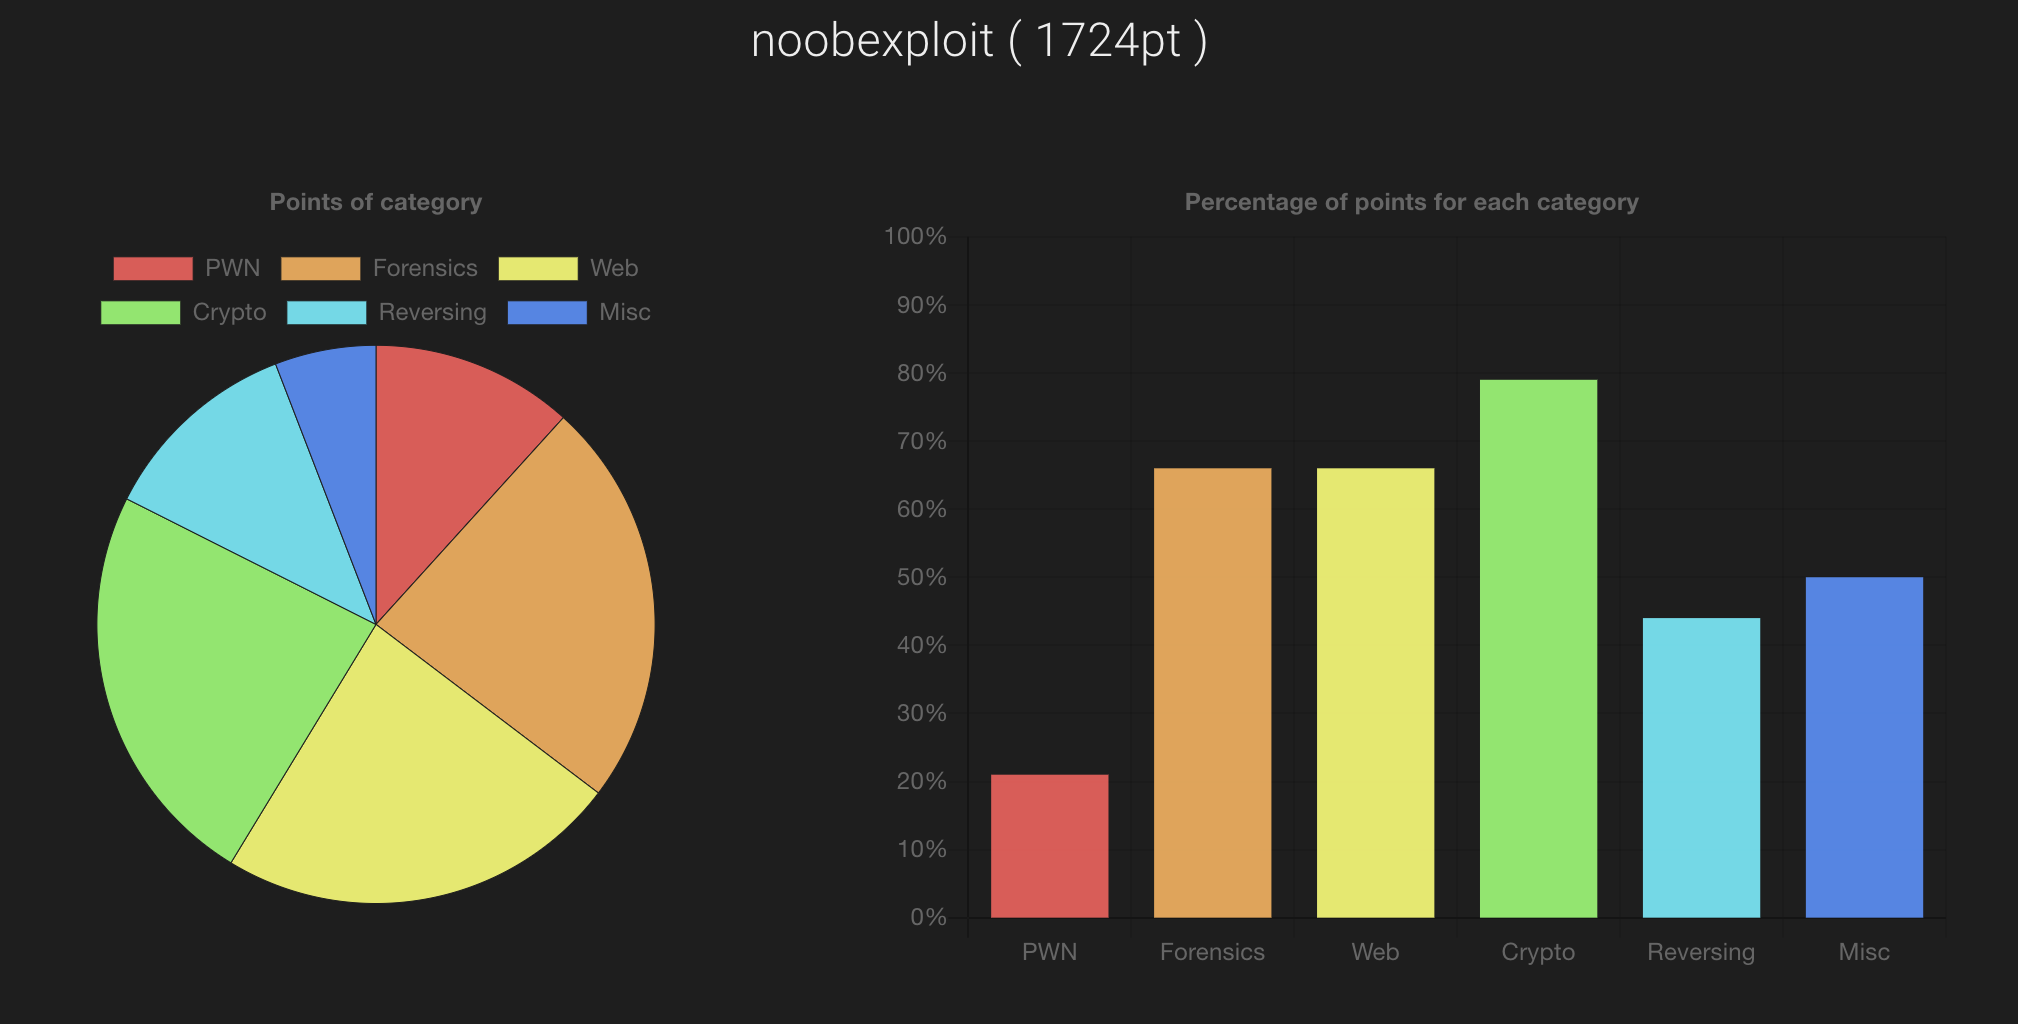 noobexploit ( 1724pt )
Points of category
PWN Forensics Web
Crypto Reversing Misc
Percentage of points for each category
100%
90%
80%
70%
60%
50%
40%
30%
20%
10%
0%
PWN Forensics Web Crypto Reversing Misc